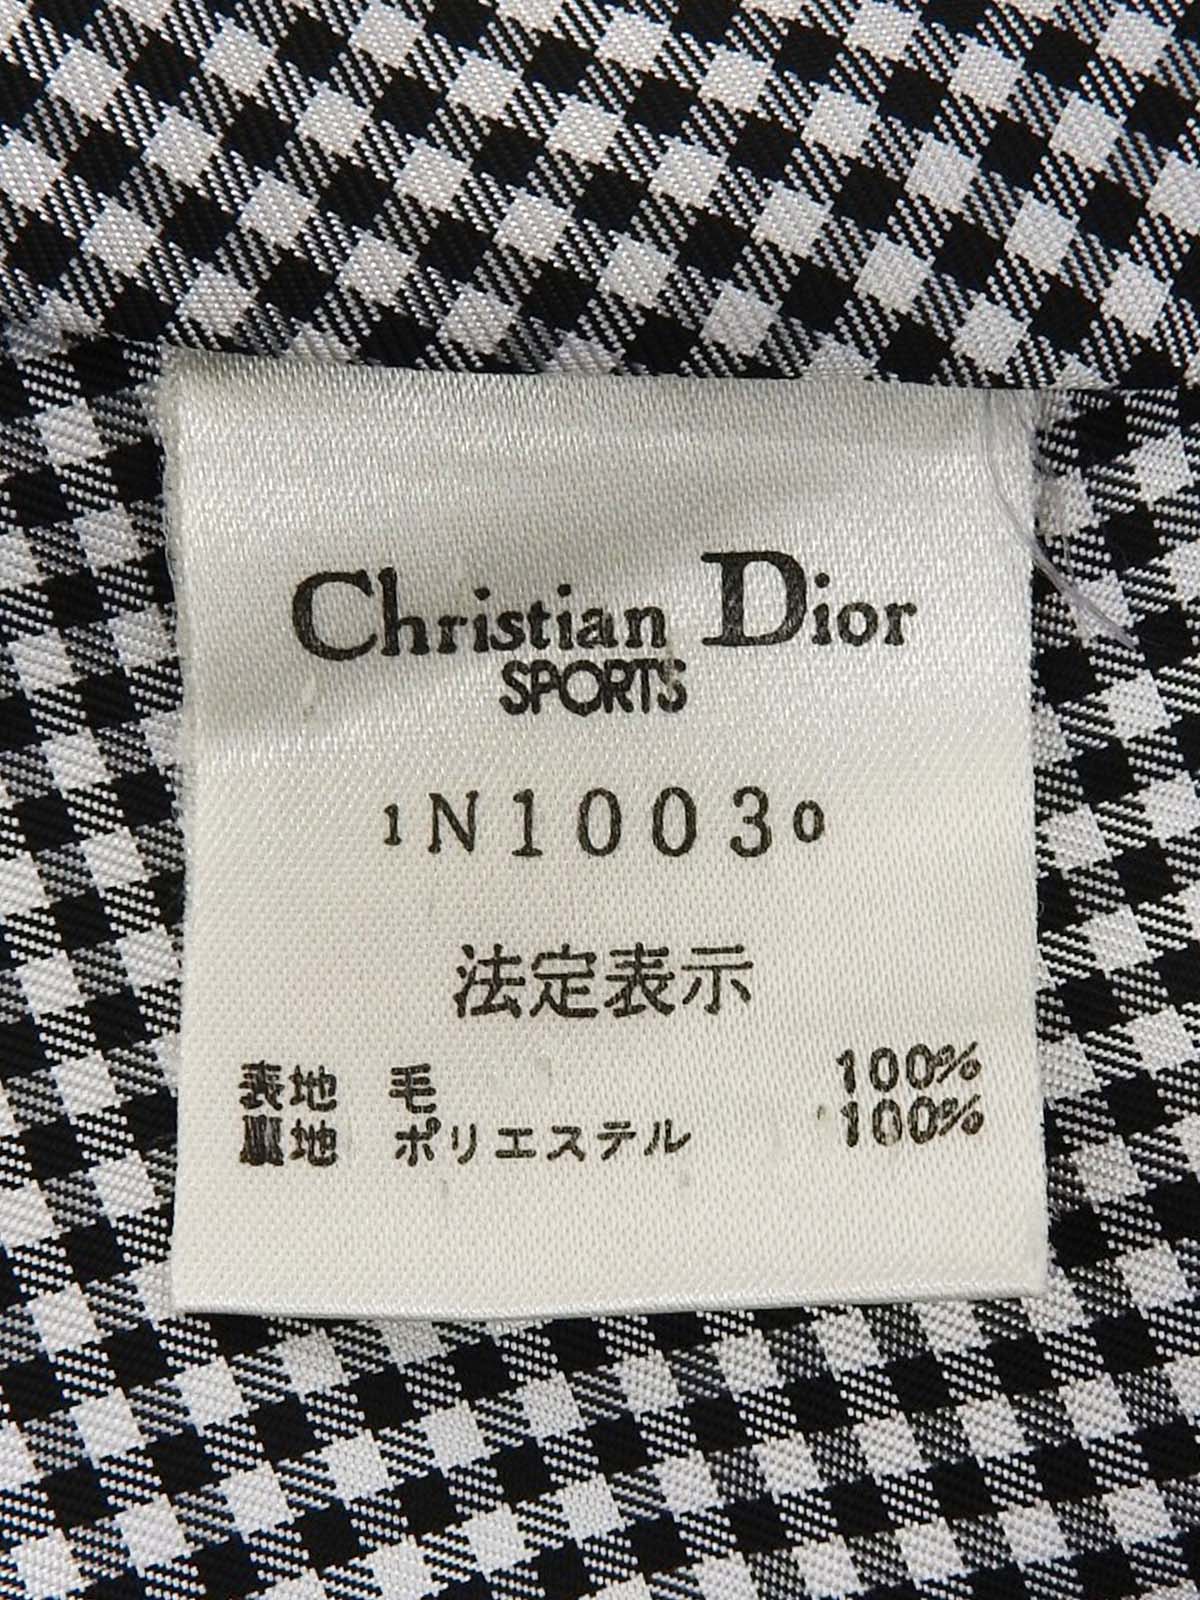 Christian Dior
SPORTS
1N10030
法定表示
表地 毛 100%
裏地 ポリエステル 100%